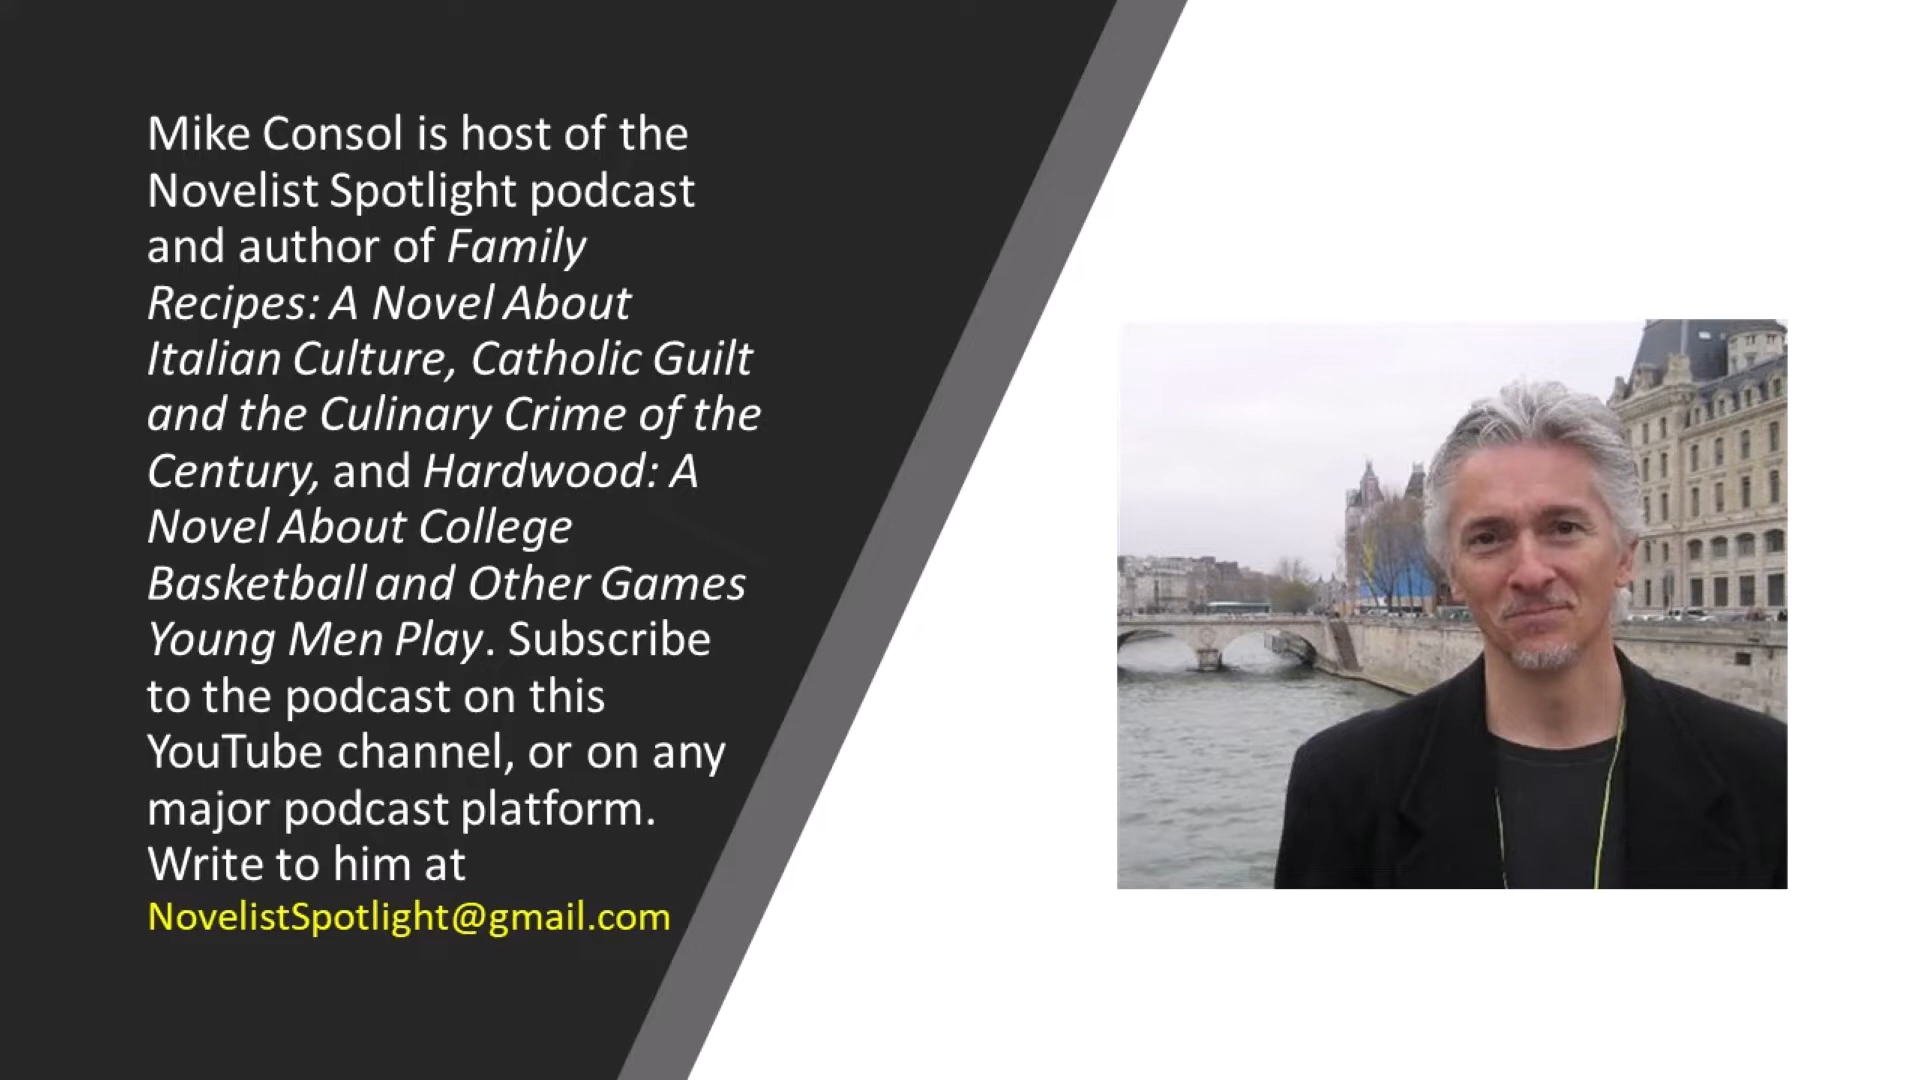 Mike Consol is host of the
Novelist Spotlight podcast
and author of Family
Recipes: A Novel About
Italian Culture, Catholic Guilt
and the Culinary Crime of the
Century, and Hardwood: A
Novel About College
Basketball and Other Games
Young Men Play. Subscribe
to the podcast on this
YouTube channel, or on any
major podcast platform.
Write to him at
NovelistSpotlight@gmail.com